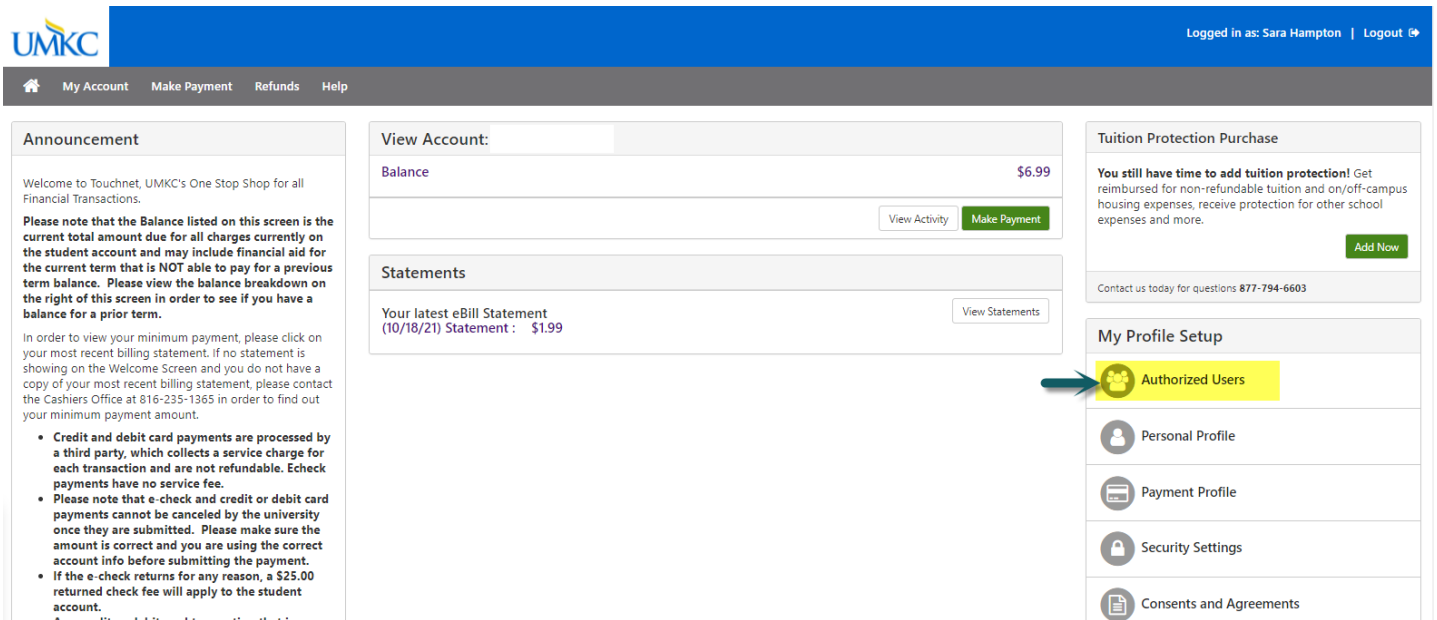 UMKC
Logged in as: Sara Hampton | Logout
My Account Make Payment Refunds Help
Announcement
Welcome to Touchnet, UMKC's One Stop Shop for all
Financial Transactions.
Please note that the Balance listed on this screen is the
current total amount due for all charges currently on
the student account and may include financial aid for
the current term that is NOT able to pay for a previous
term balance. Please view the balance breakdown on
the right of this screen in order to see if you have a
balance for a prior term.
In order to view your minimum payment, please click on
your most recent billing statement. If no statement is
showing on the Welcome Screen and you do not have a
copy of your most recent billing statement, please contact
the Cashiers Office at 816-235-1365 in order to find out
your minimum payment amount.
• Credit and debit card payments are processed by
a third party, which collects a service charge for
each transaction and are not refundable. Echeck
payments have no service fee.
• Please note that e-check and credit or debit card
payments cannot be canceled by the university
once they are submitted. Please make sure the
amount is correct and you are using the correct
account info before submitting the payment.
• If the e-check returns for any reason, a $25.00
returned check fee will apply to the student
account.
View Account:
Balance $6.99
View Activity Make Payment
Statements
Your latest eBill Statement
(10/18/21) Statement : $1.99
View Statements
Tuition Protection Purchase
You still have time to add tuition protection! Get
reimbursed for non-refundable tuition and on/off-campus
housing expenses, receive protection for other school
expenses and more.
Add Now
Contact us today for questions 877-794-6603
My Profile Setup
Authorized Users
Personal Profile
Payment Profile
Security Settings
Consents and Agreements